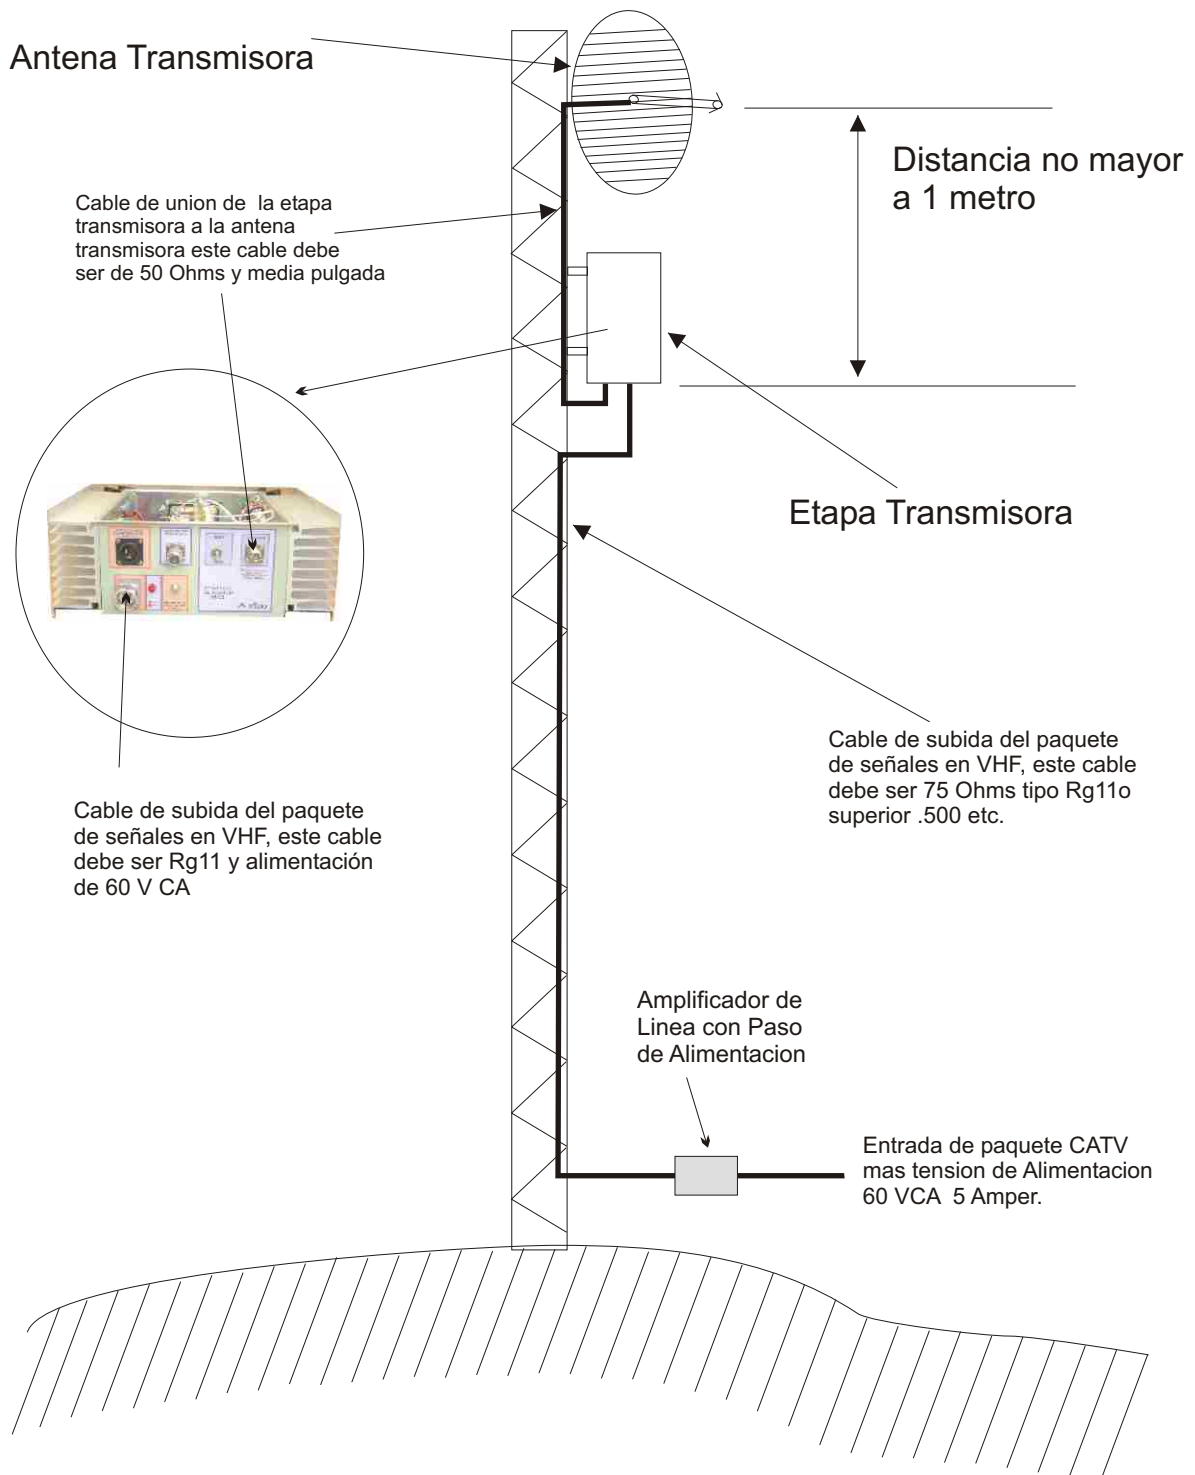 Antena Transmisora
Distancia no mayor
a 1 metro
Cable de union de  la etapa
transmisora a la antena
transmisora este cable debe
ser de 50 Ohms y media pulgada
Etapa Transmisora
Cable de subida del paquete
de señales en VHF, este cable
debe ser 75 Ohms tipo Rg11o
superior .500 etc.
Cable de subida del paquete
de señales en VHF, este cable
debe ser Rg11 y alimentación
de 60 V CA
Amplificador de
Linea con Paso
de Alimentacion
Entrada de paquete CATV
mas tension de Alimentacion
60 VCA  5 Amper.